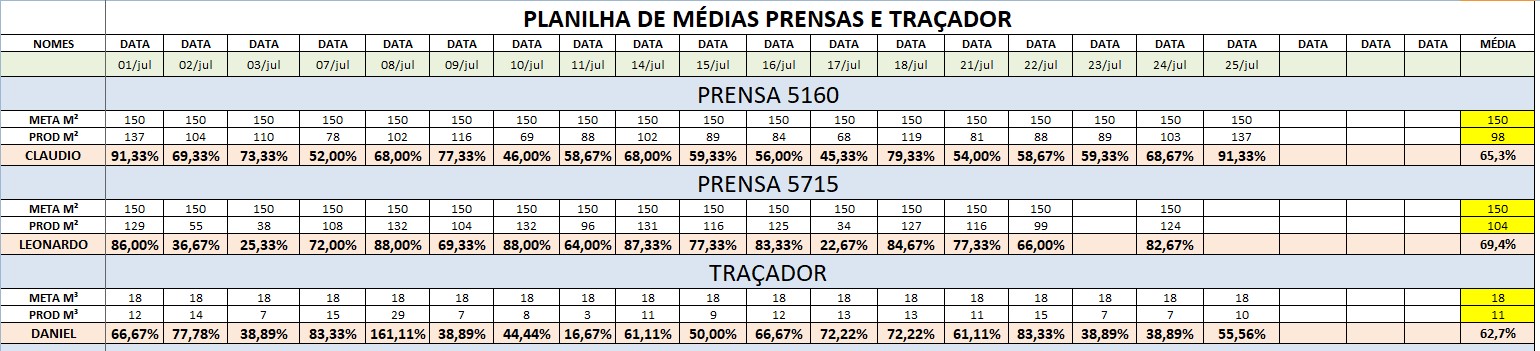 PLANILHA DE MÉDIAS PRENSAS E TRAÇADOR
NOMES DATA DATA DATA DATA DATA DATA DATA DATA DATA DATA DATA DATA DATA DATA DATA DATA DATA DATA DATA DATA DATA MÉDIA
01/jul 02/jul 03/jul 07/jul 08/jul 09/jul 10/jul 11/jul 14/jul 15/jul 16/jul 17/jul 18/jul 21/jul 22/jul 23/jul 24/jul 25/jul
PRENSA 5160
META M² 150 150 150 150 150 150 150 150 150 150 150 150 150 150 150 150 150 150 150
PROD M² 137 104 110 78 102 116 69 88 102 89 84 68 119 81 88 89 103 137 98
CLAUDIO 91,33% 69,33% 73,33% 52,00% 68,00% 77,33% 46,00% 58,67% 68,00% 59,33% 56,00% 45,33% 79,33% 54,00% 58,67% 59,33% 68,67% 91,33% 65,3%
PRENSA 5715
META M² 150 150 150 150 150 150 150 150 150 150 150 150 150 150 150 150 150
PROD M² 129 55 38 108 132 104 132 96 131 116 125 34 127 116 99 124 104
LEONARDO 86,00% 36,67% 25,33% 72,00% 88,00% 69,33% 88,00% 64,00% 87,33% 77,33% 83,33% 22,67% 84,67% 77,33% 66,00% 82,67% 69,4%
TRAÇADOR
META M³ 18 18 18 18 18 18 18 18 18 18 18 18 18 18 18 18 18 18 18
PROD M³ 12 14 7 15 29 7 8 3 11 9 12 13 13 11 15 7 7 10 11
DANIEL 66,67% 77,78% 38,89% 83,33% 161,11% 38,89% 44,44% 16,67% 61,11% 50,00% 66,67% 72,22% 72,22% 61,11% 83,33% 38,89% 38,89% 55,56% 62,7%